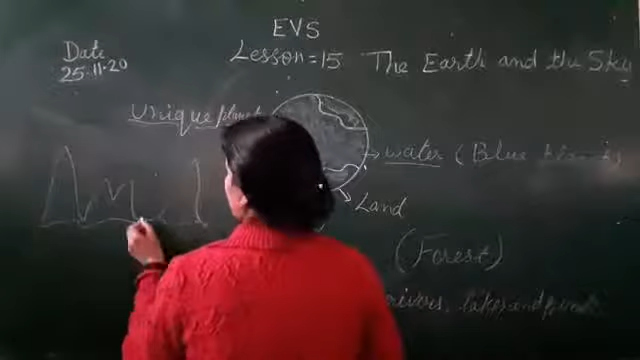 EVS
Date
25.11.20
Lesson=15 The Earth and the Sky
Unique planet
water (Blue
Land
(Forest)
rivers, lakes and